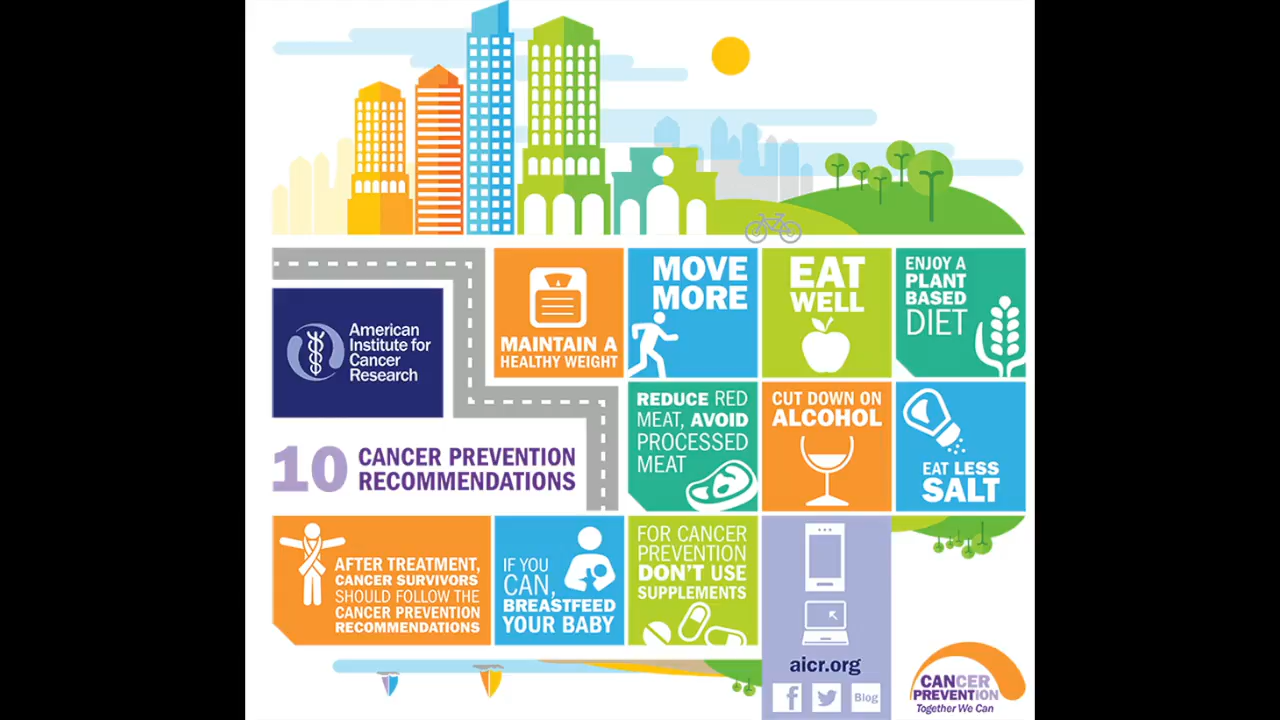 American
Institute for
Cancer
Research
10 CANCER PREVENTION
RECOMMENDATIONS
MAINTAIN A
HEALTHY WEIGHT
MOVE
MORE
EAT
WELL
ENJOY A
PLANT
BASED
DIET
REDUCE RED
MEAT, AVOID
PROCESSED
MEAT
CUT DOWN ON
ALCOHOL
EAT LESS
SALT
AFTER TREATMENT,
CANCER SURVIVORS
SHOULD FOLLOW THE
CANCER PREVENTION
RECOMMENDATIONS
IF YOU
CAN,
BREASTFEED
YOUR BABY
FOR CANCER
PREVENTION
DON'T USE
SUPPLEMENTS
aicr.org
f
Blog
CANCER
PREVENTION
Together We Can